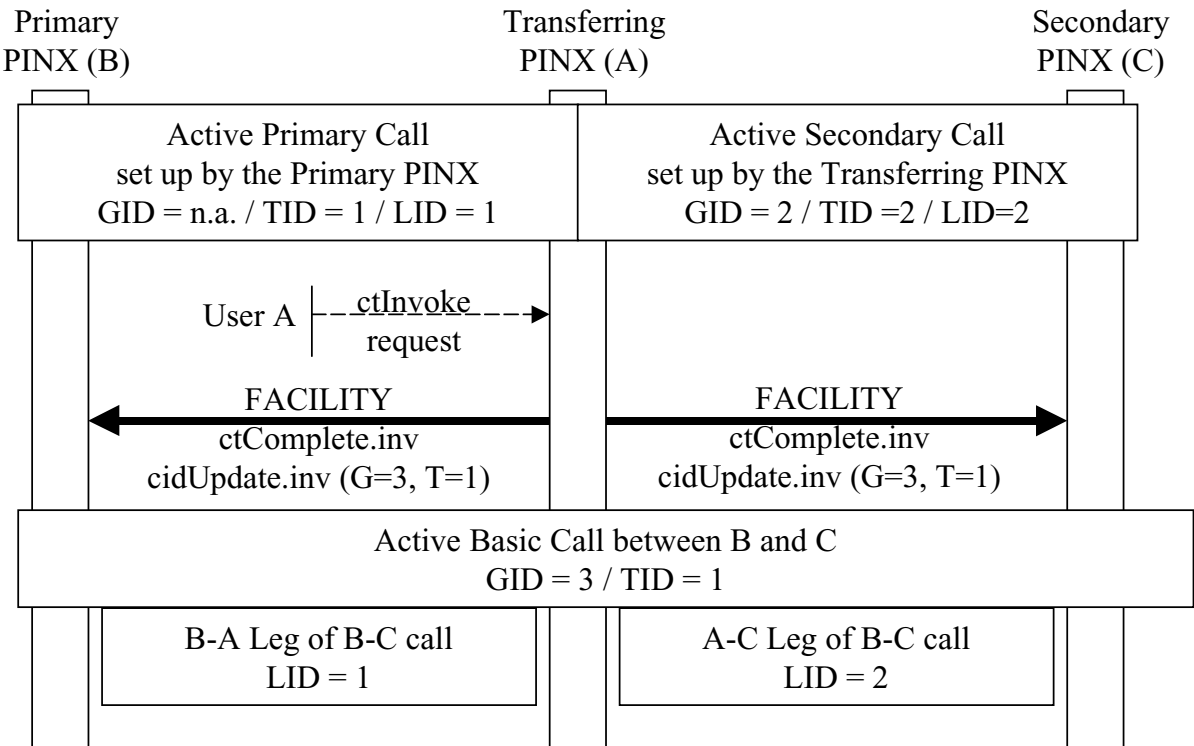 Primary
PINX (B)
Transferring
PINX (A)
Secondary
PINX (C)
Active Primary Call
set up by the Primary PINX
GID = n.a. / TID = 1 / LID = 1
Active Secondary Call
set up by the Transferring PINX
GID = 2 / TID =2 / LID=2
User A
ctInvoke
request
FACILITY
ctComplete.inv
cidUpdate.inv (G=3, T=1)
FACILITY
ctComplete.inv
cidUpdate.inv (G=3, T=1)
Active Basic Call between B and C
GID = 3 / TID = 1
B-A Leg of B-C call
LID = 1
A-C Leg of B-C call
LID = 2